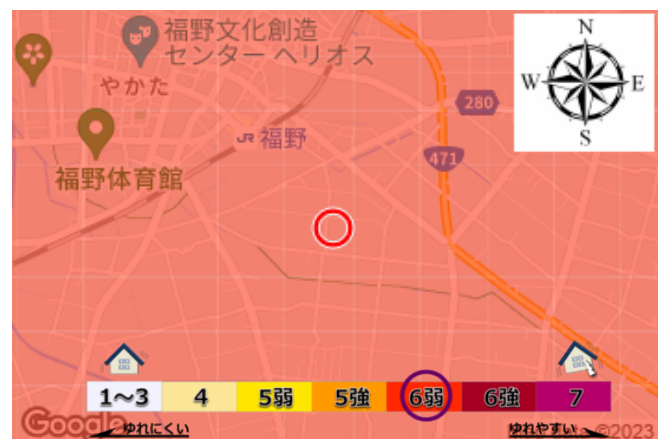 福野文化創造
センター ヘリオス
やかた
JR 福野
福野体育館
280
471
N
W E
S
1～3 4 5弱 5強 6弱 6強 7
Google
ゆれにくい
ゆれやすい
©2023